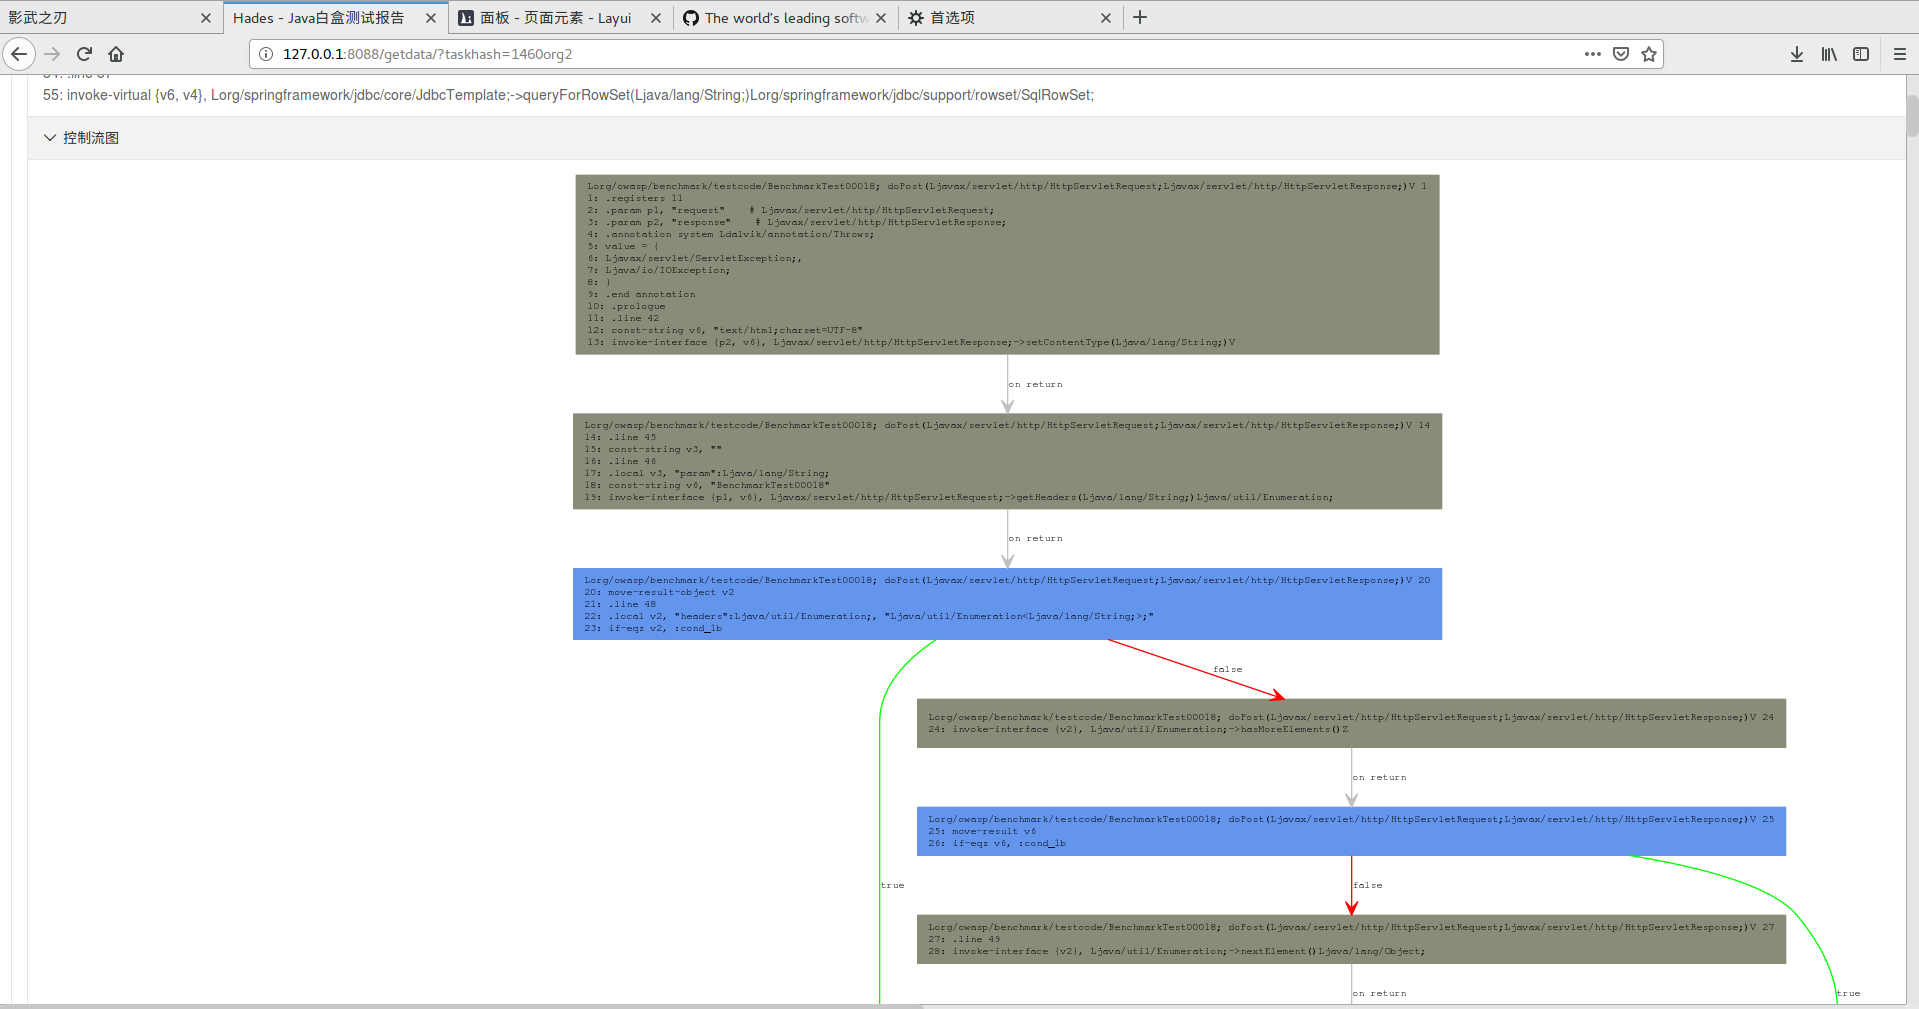 影武之刃
Hades - Java白盒测试报告
面板 - 页面元素 - Layui
The world's leading softw
首选项
127.0.0.1:8088/getdata/?taskhash=1460org2
55: invoke-virtual {v6, v4}, Lorg/springframework/jdbc/core/JdbcTemplate;->queryForRowSet(Ljava/lang/String;)Lorg/springframework/jdbc/support/rowset/SqlRowSet;
控制流图
Lorg/owasp/benchmark/testcode/BenchmarkTest00018; doPost(Ljavax/servlet/http/HttpServletRequest;Ljavax/servlet/http/HttpServletResponse;)V 1
1: .registers 11
2: .param p1, "request"    # Ljavax/servlet/http/HttpServletRequest;
3: .param p2, "response"    # Ljavax/servlet/http/HttpServletResponse;
4: .annotation system Ldalvik/annotation/Throws;
5: value = {
6: Ljavax/servlet/ServletException;,
7: Ljava/io/IOException;
8: }
9: .end annotation
10: .prologue
11: .line 42
12: const-string v6, "text/html;charset=UTF-8"
13: invoke-interface {p2, v6}, Ljavax/servlet/http/HttpServletResponse;->setContentType(Ljava/lang/String;)V
on return
Lorg/owasp/benchmark/testcode/BenchmarkTest00018; doPost(Ljavax/servlet/http/HttpServletRequest;Ljavax/servlet/http/HttpServletResponse;)V 14
14: .line 45
15: const-string v3, ""
16: .line 46
17: .local v3, "param":Ljava/lang/String;
18: const-string v6, "BenchmarkTest00018"
19: invoke-interface {p1, v6}, Ljavax/servlet/http/HttpServletRequest;->getHeaders(Ljava/lang/String;)Ljava/util/Enumeration;
on return
Lorg/owasp/benchmark/testcode/BenchmarkTest00018; doPost(Ljavax/servlet/http/HttpServletRequest;Ljavax/servlet/http/HttpServletResponse;)V 20
20: move-result-object v2
21: .line 48
22: .local v2, "headers":Ljava/util/Enumeration;, "Ljava/util/Enumeration<Ljava/lang/String;>;"
23: if-eqz v2, :cond_1b
false
Lorg/owasp/benchmark/testcode/BenchmarkTest00018; doPost(Ljavax/servlet/http/HttpServletRequest;Ljavax/servlet/http/HttpServletResponse;)V 24
24: invoke-interface {v2}, Ljava/util/Enumeration;->hasMoreElements()Z
on return
Lorg/owasp/benchmark/testcode/BenchmarkTest00018; doPost(Ljavax/servlet/http/HttpServletRequest;Ljavax/servlet/http/HttpServletResponse;)V 25
25: move-result v6
26: if-eqz v6, :cond_1b
true
false
Lorg/owasp/benchmark/testcode/BenchmarkTest00018; doPost(Ljavax/servlet/http/HttpServletRequest;Ljavax/servlet/http/HttpServletResponse;)V 27
27: .line 49
28: invoke-interface {v2}, Ljava/util/Enumeration;->nextElement()Ljava/lang/Object;
on return
true